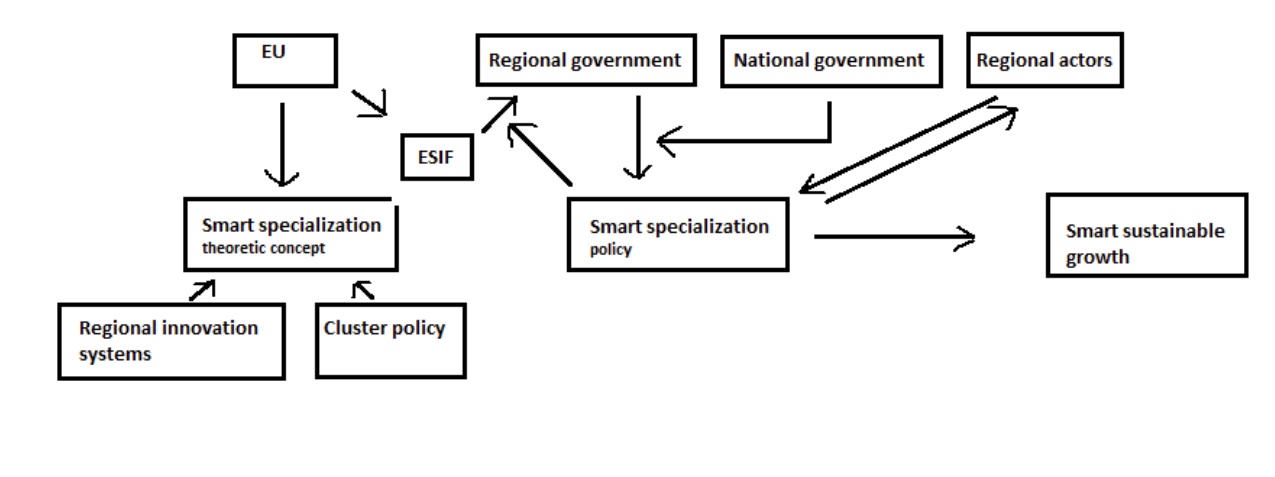 EU
Regional government
National government
Regional actors
ESIF
Smart specialization
theoretic concept
Smart specialization
policy
Smart sustainable
growth
Regional innovation
systems
Cluster policy